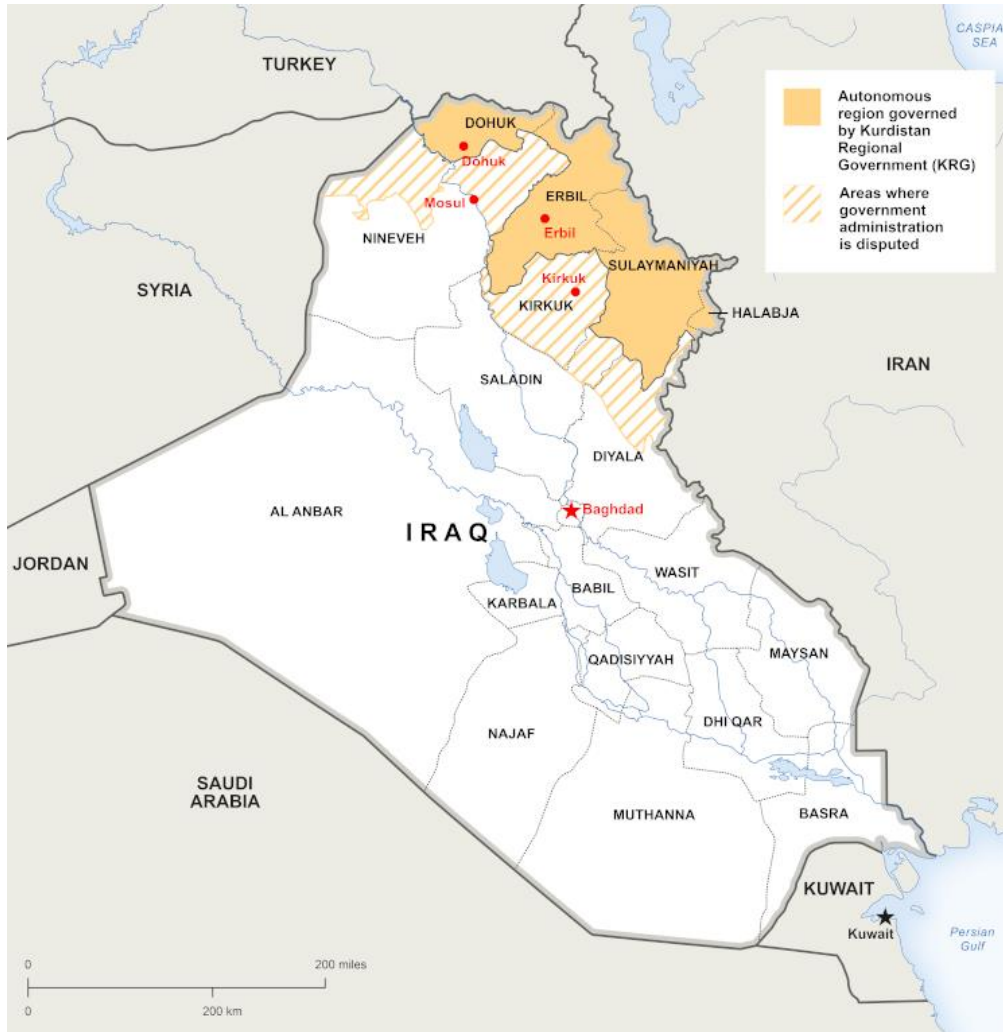 CASPIA
SEA
TURKEY
Autonomous
region governed
by Kurdistan
Regional
Government (KRG)
Areas where
government
administration
is disputed
DOHUK
Dohuk
Mosul
ERBIL
Erbil
NINEVEH
SULAYMANIYAH
Kirkuk
KIRKUK
SYRIA
HALABJA
IRAN
SALADIN
DIYALA
AL ANBAR
Baghdad
IRAQ
JORDAN
WASIT
BABIL
KARBALA
MAYSAN
QADISIYYAH
DHI QAR
NAJAF
SAUDI
ARABIA
MUTHANNA
BASRA
KUWAIT
Kuwait
Persian
Gulf
0
200 miles
0
200 km